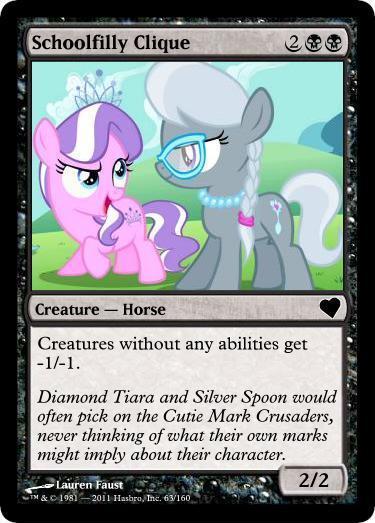 Schoolfilly Clique 2
Creature — Horse
Creatures without any abilities get
-1/-1.
Diamond Tiara and Silver Spoon would
often pick on the Cutie Mark Crusaders,
never thinking of what their own marks
might imply about their character.
2/2
Lauren Faust
™ & © 1981 — 2011 Hasbro, Inc. 63/160